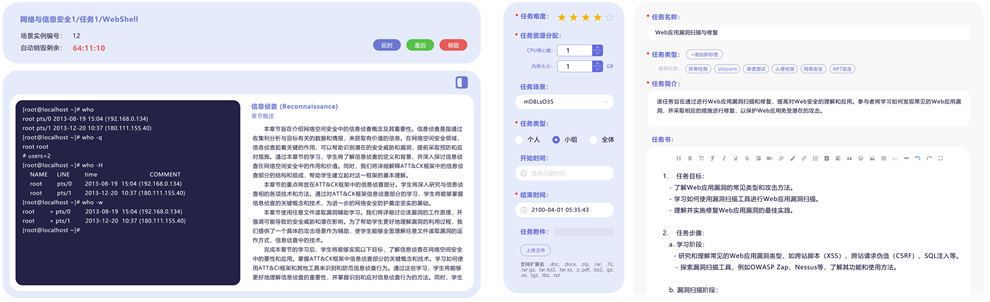 网络与信息安全1/任务1/WebShell
场景实例编号： 12
自动销毁剩余： 64:11:10
延时 重启 销毁
[root@localhost ~]# who
root pts/0 2013-08-19 15:04 (192.168.0.134)
root pts/1 2013-12-20 10:37 (180.111.155.40)
[root@localhost ~]# who -q
root root
# users=2
[root@localhost ~]# who -H
NAME LINE time COMMENT
root pts/0 2013-08-19 15:04 (192.168.0.134)
root pts/1 2013-12-20 10:37 (180.111.155.40)
[root@localhost ~]# who -w
root + pts/0 2013-08-19 15:04 (192.168.0.134)
root + pts/1 2013-12-20 10:37 (180.111.155.40)
[root@localhost ~]#
信息侦查 (Reconnaissance)
章节概述
本章节旨在介绍网络空间安全中的信息侦查概念及其重要性。信息侦查是指通过
收集和分析与目标有关的数据和情报，来获取有价值的信息。在网络空间安全领域，
信息侦查起着关键的作用，可以帮助识别潜在的安全威胁和漏洞，提前采取预防和应
对措施。通过本章节的学习，学生将了解信息侦查的定义和背景，并深入探讨信息侦
查在网络空间安全中的作用和价值。同时，我们将详细解释ATT&CK框架中的信息侦查
部分的结构和组成，帮助学生建立起对这一框架的基本理解。
本章节的重点将放在ATT&CK框架中的信息侦查部分。学生将深入研究与信息侦
查相关的各项技术和方法。通过对ATT&CK框架信息侦查部分的学习，学生将能够掌
握信息侦查的关键概念和技术，为进一步的网络安全防护奠定坚实的基础。
本章节使用任意文件读取漏洞辅助学习。我们将详细讨论该漏洞的工作原理，并
强调可能导致的安全威胁和潜在影响。为了帮助学生更好地理解漏洞的利用过程，我
们提供了一个具体的攻击场景作为辅助，使学生能够全面理解任意文件读取漏洞的运
作方式、信息侦查中的技术。
完成本章节的学习后，学生将能够实现以下目标，了解信息侦查在网络空间安全
中的重要性和应用。掌握ATT&CK框架中信息侦查部分的关键概念和技术。学习如何使
用ATT&CK框架和其他工具来识别和防范信息侦查行为。通过这些学习，学生将能够
更好地理解信息侦查的重要性，并掌握识别和应对信息侦查行为的方法。同时，学生
* 任务难度：
* 任务资源分配：
CPU核心数： 1
内存大小： 1 GB
任务场景：
mD8LsO35
* 任务类型：
个人 小组 全体
开始时间：
选择日期时间
* 结束时间：
2100-04-01 05:35:43
任务附件：
上传文件
支持扩展名： .doc, .docx, .zip, .rar, .7z,
.tar.gz, .tar.bz2, .tar.xz, .z, .pdf, .bz2, .gz,
.xz, .tgz, .tbz, .txz
* 任务名称：
Web应用漏洞扫描与修复
* 任务类型： +添加新标签
推荐标签： 异常检测 Unicorn 渗透测试 入侵检测 网络安全 APT攻击
* 任务简介：
该任务旨在通过进行Web应用漏洞扫描和修复，提高对Web安全的理解和应用。参与者将学习如何发现常见的Web应用漏
洞，并采取相应的措施进行修复，以保护Web应用免受潜在的攻击。
任务书：
1. 任务目标：
- 了解Web应用漏洞的常见类型和攻击方法。
- 学习如何使用漏洞扫描工具进行Web应用漏洞扫描。
- 理解并实施修复Web应用漏洞的最佳实践。
2. 任务步骤：
a. 学习阶段：
- 研究和理解常见的Web应用漏洞类型，如跨站脚本（XSS）、跨站请求伪造（CSRF）、SQL注入等。
- 探索漏洞扫描工具，例如OWASP Zap、Nessus等，了解其功能和使用方法。
b. 漏洞扫描阶段：